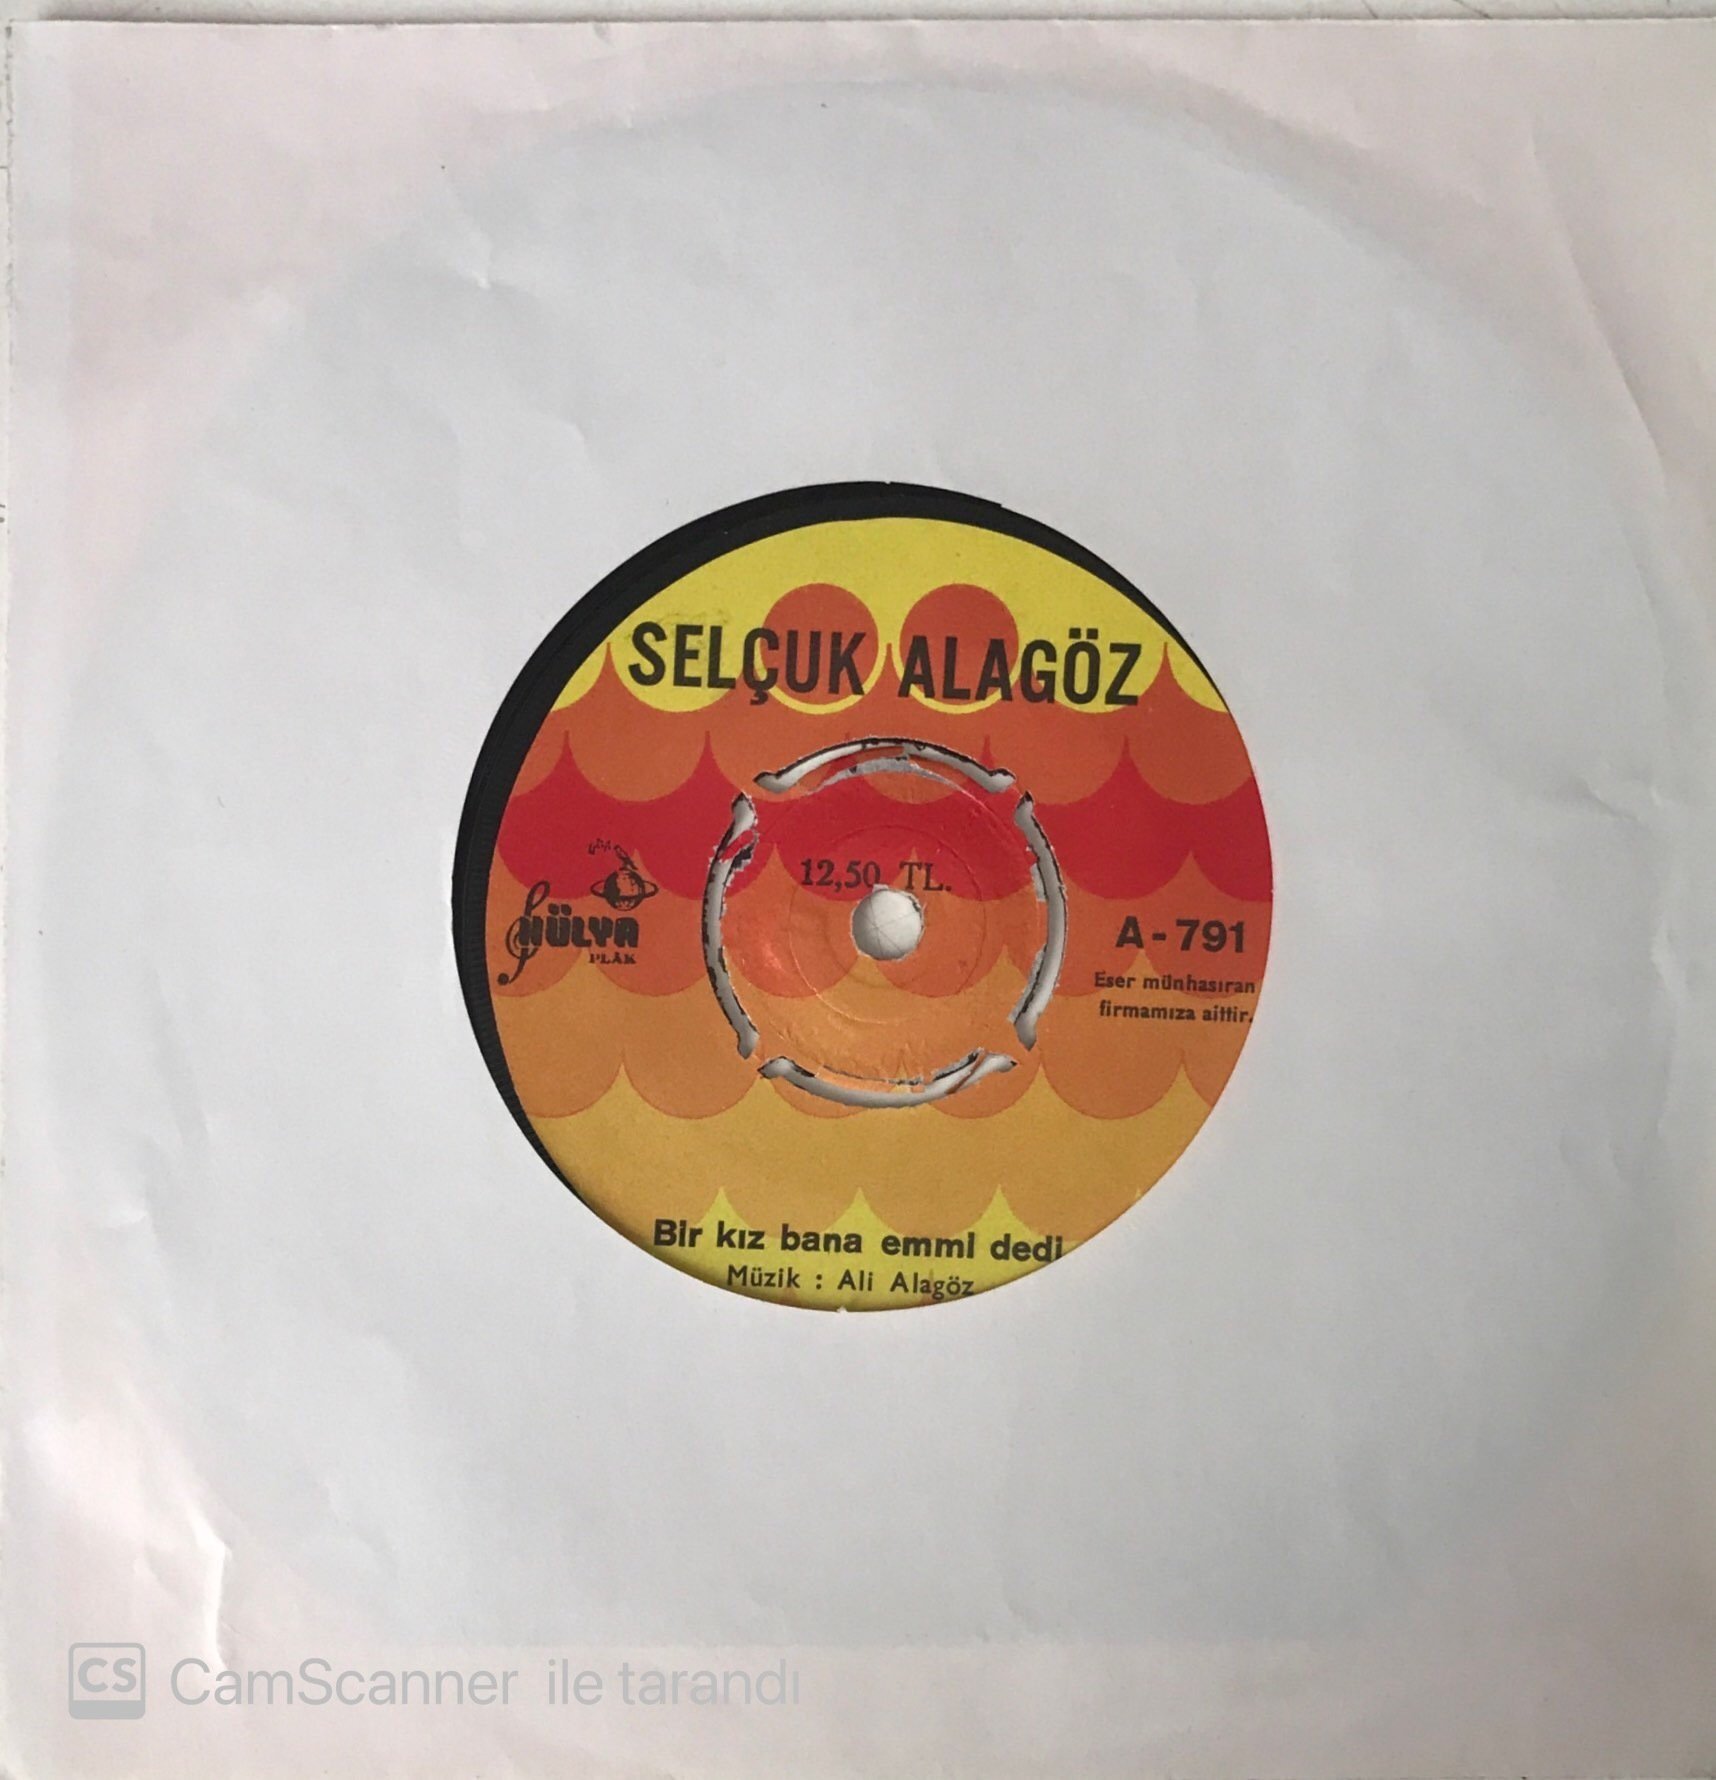 SELÇUK ALAGÖZ
12,50 TL.
HÜLYA
PLÂK
A-791
Eser münhasıran
firmamıza aittir.
Bir kız bana emmi dedi
Müzik : Ali Alagöz
CS CamScanner ile tarandı